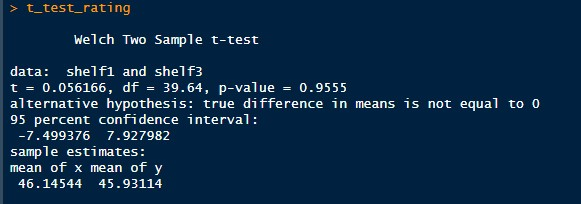 > t_test_rating
Welch Two Sample t-test
data:  shelf1 and shelf3
t = 0.056166, df = 39.64, p-value = 0.9555
alternative hypothesis: true difference in means is not equal to 0
95 percent confidence interval:
-7.499376  7.927982
sample estimates:
mean of x mean of y
46.14544  45.93114